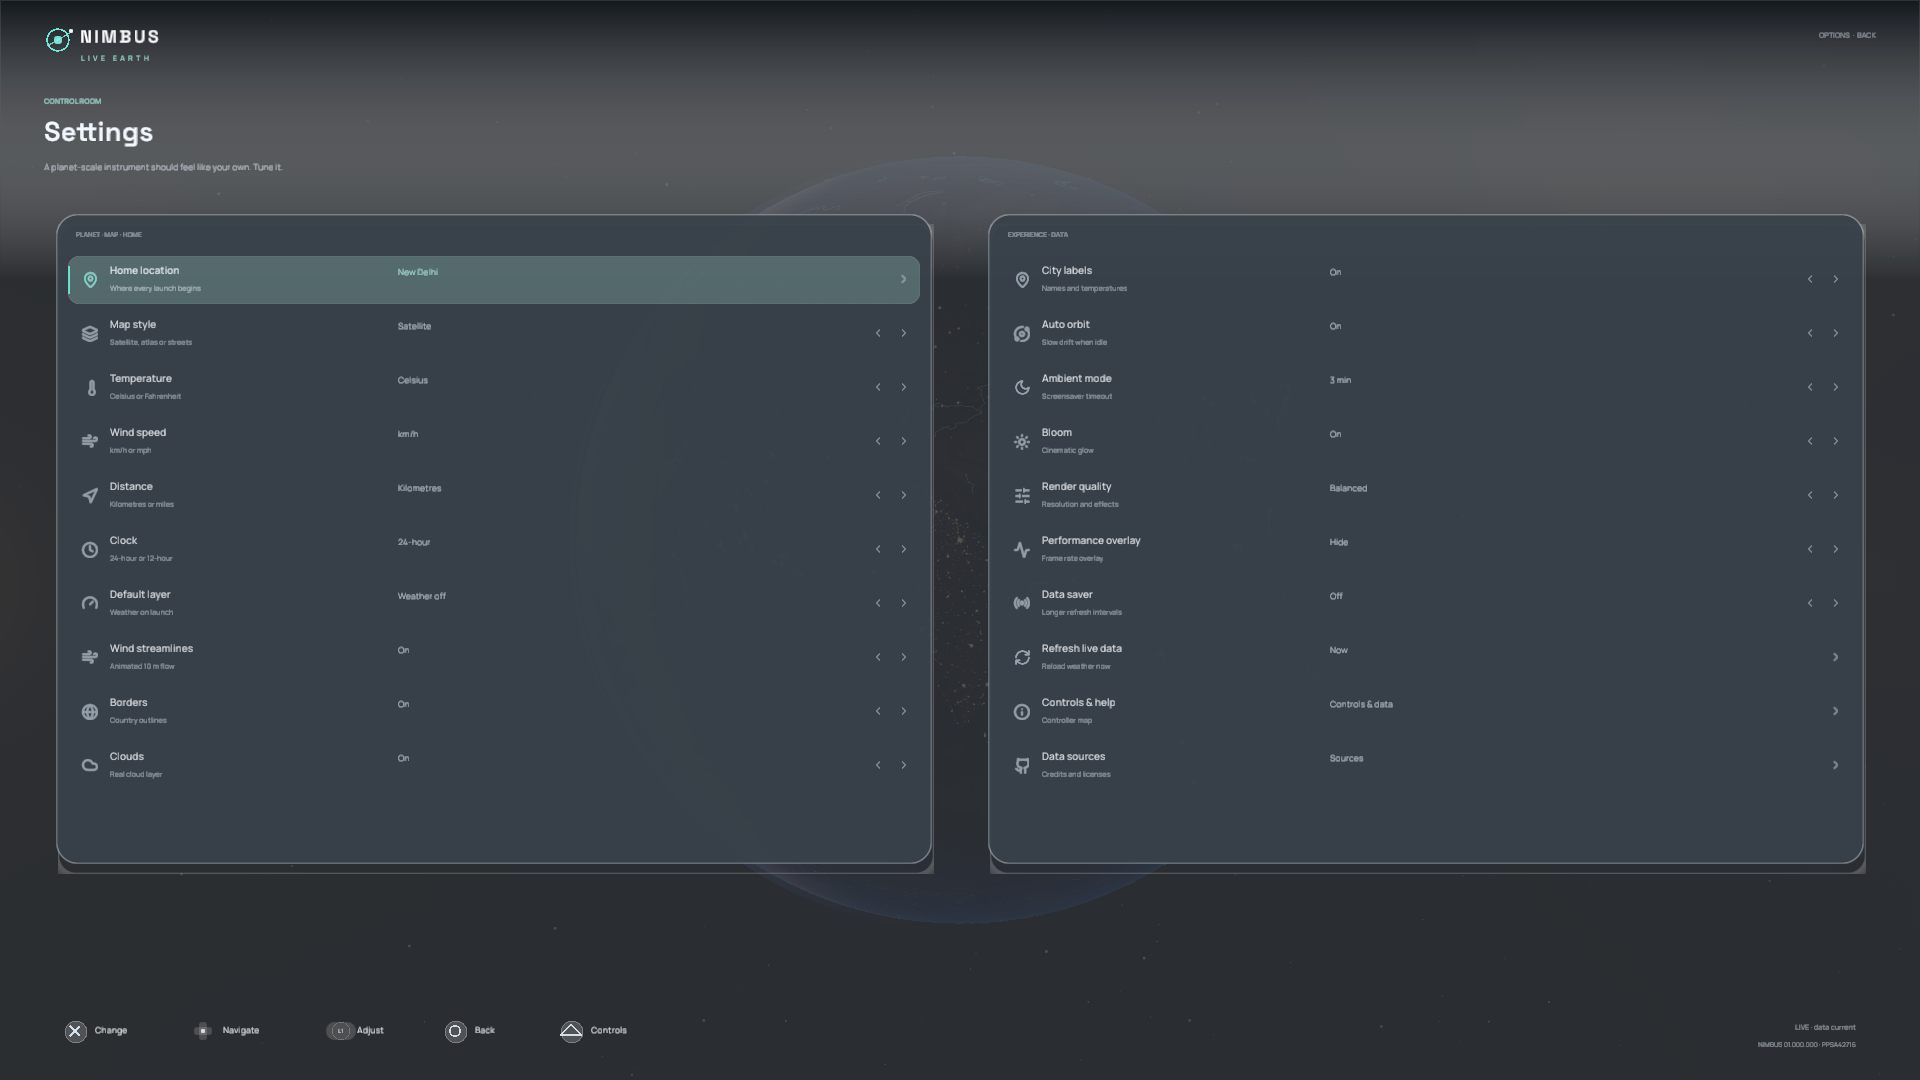 NIMBUS
LIVE EARTH
OPTIONS · BACK
CONTROL ROOM
Settings
A planet-scale instrument should feel like your own. Tune it.
PLANET · MAP · HOME
Home location
New Delhi
Where every launch begins
Map style
Satellite
Satellite, atlas or streets
Temperature
Celsius
Celsius or Fahrenheit
Wind speed
km/h
km/h or mph
Distance
Kilometres
Kilometres or miles
Clock
24-hour
24-hour or 12-hour
Default layer
Weather off
Weather on launch
Wind streamlines
On
Animated 10 m flow
Borders
On
Country outlines
Clouds
On
Real cloud layer
EXPERIENCE · DATA
City labels
On
Names and temperatures
Auto orbit
On
Slow drift when idle
Ambient mode
3 min
Screensaver timeout
Bloom
On
Cinematic glow
Render quality
Balanced
Resolution and effects
Performance overlay
Hide
Frame rate overlay
Data saver
Off
Longer refresh intervals
Refresh live data
Now
Reload weather now
Controls & help
Controls & data
Controller map
Data sources
Sources
Credits and licenses
Change
Navigate
L1 Adjust
Back
Controls
LIVE · data current
NIMBUS 01.000.000 · PPSA42716